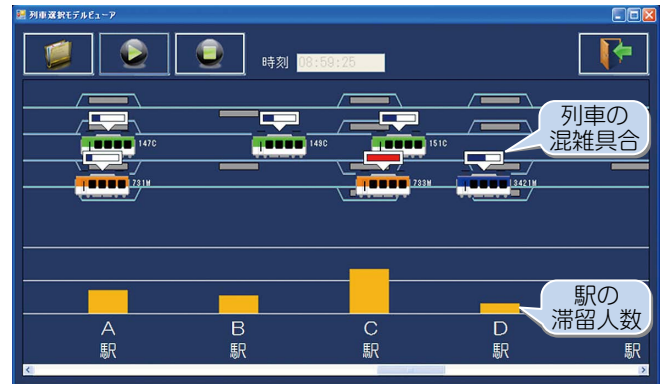 列車選択モデルビューア
時刻 08:59:25
列車の
混雑具合
147C
149C
151C
731M
733M
3421M
駅の
滞留人数
A
駅
B
駅
C
駅
D
駅
駅